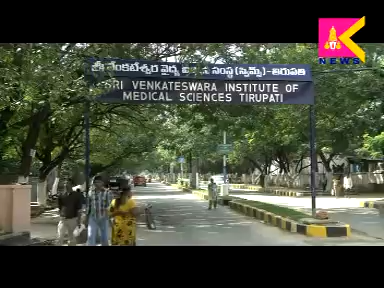 శ్రీ వేంకటేశ్వర వైద్య విజ్ఞాన సంస్థ (స్విమ్స్)-తిరుపతి
SRI VENKATESWARA INSTITUTE OF
MEDICAL SCIENCES TIRUPATI
K
NEWS